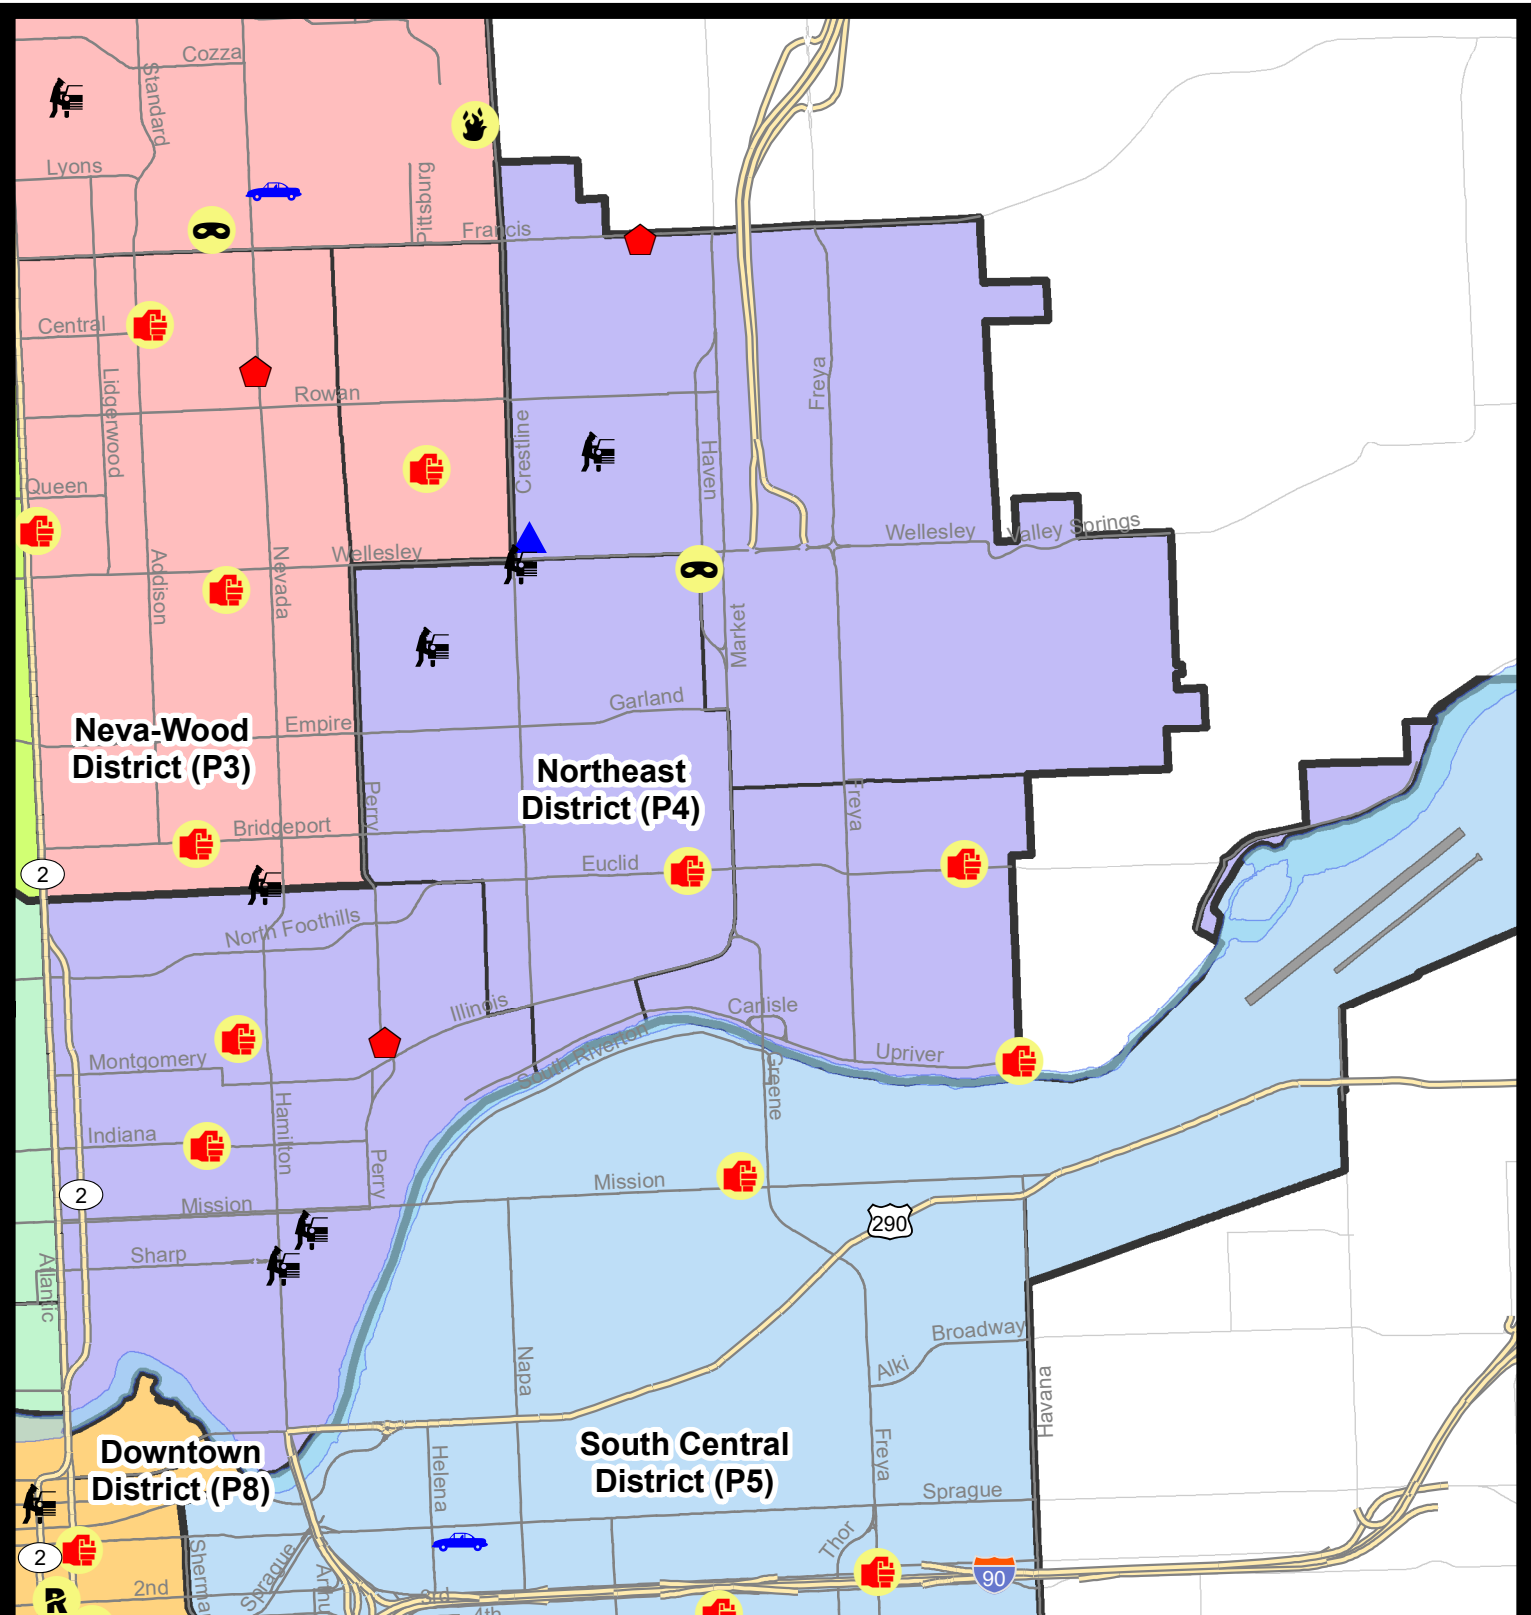 Cozza
Standard
Lyons
Pittsburg
Francis
Central
Lidgerwood
Rowan
Freya
Crestline
Haven
Queen
Wellesley
Wellesley
Valley Springs
Addison
Nevada
Market
Garland
Empire
Neva-Wood
District (P3)
Northeast
District (P4)
Perry
Freya
Bridgeport
Euclid
2
North Foothills
Illinois
Carlisle
South Riverton
Upriver
Montgomery
Greene
Hamilton
Indiana
Perry
Mission
2
Mission
290
Sharp
Atlantic
Broadway
Alki
Napa
Havana
Downtown
District (P8)
South Central
District (P5)
Helena
Freya
Sprague
Thor
2
Sprague
90
2nd
3rd
4th
R